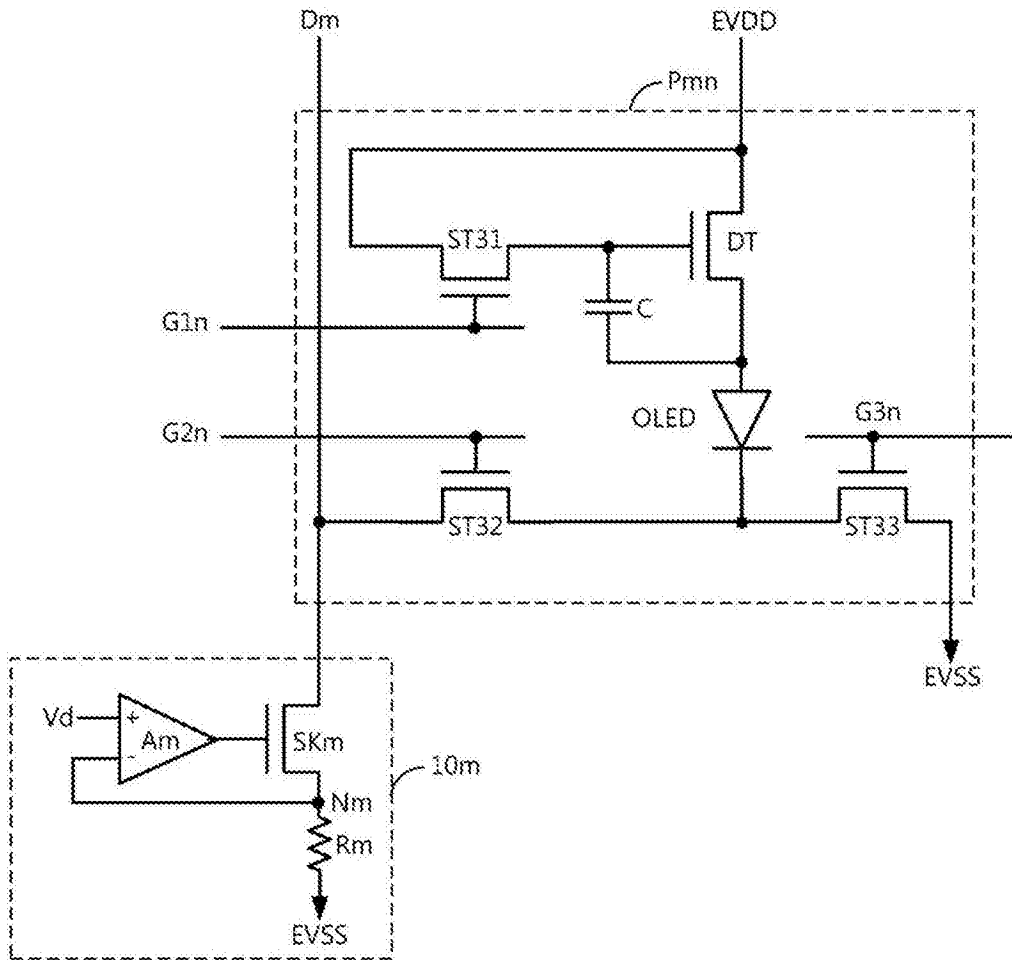 Dm
EVDD
Pmn
ST31
DT
G1n
C
G2n
OLED
G3n
ST32
ST33
EVSS
Vd
+
Am
-
SKm
10m
Nm
Rm
EVSS